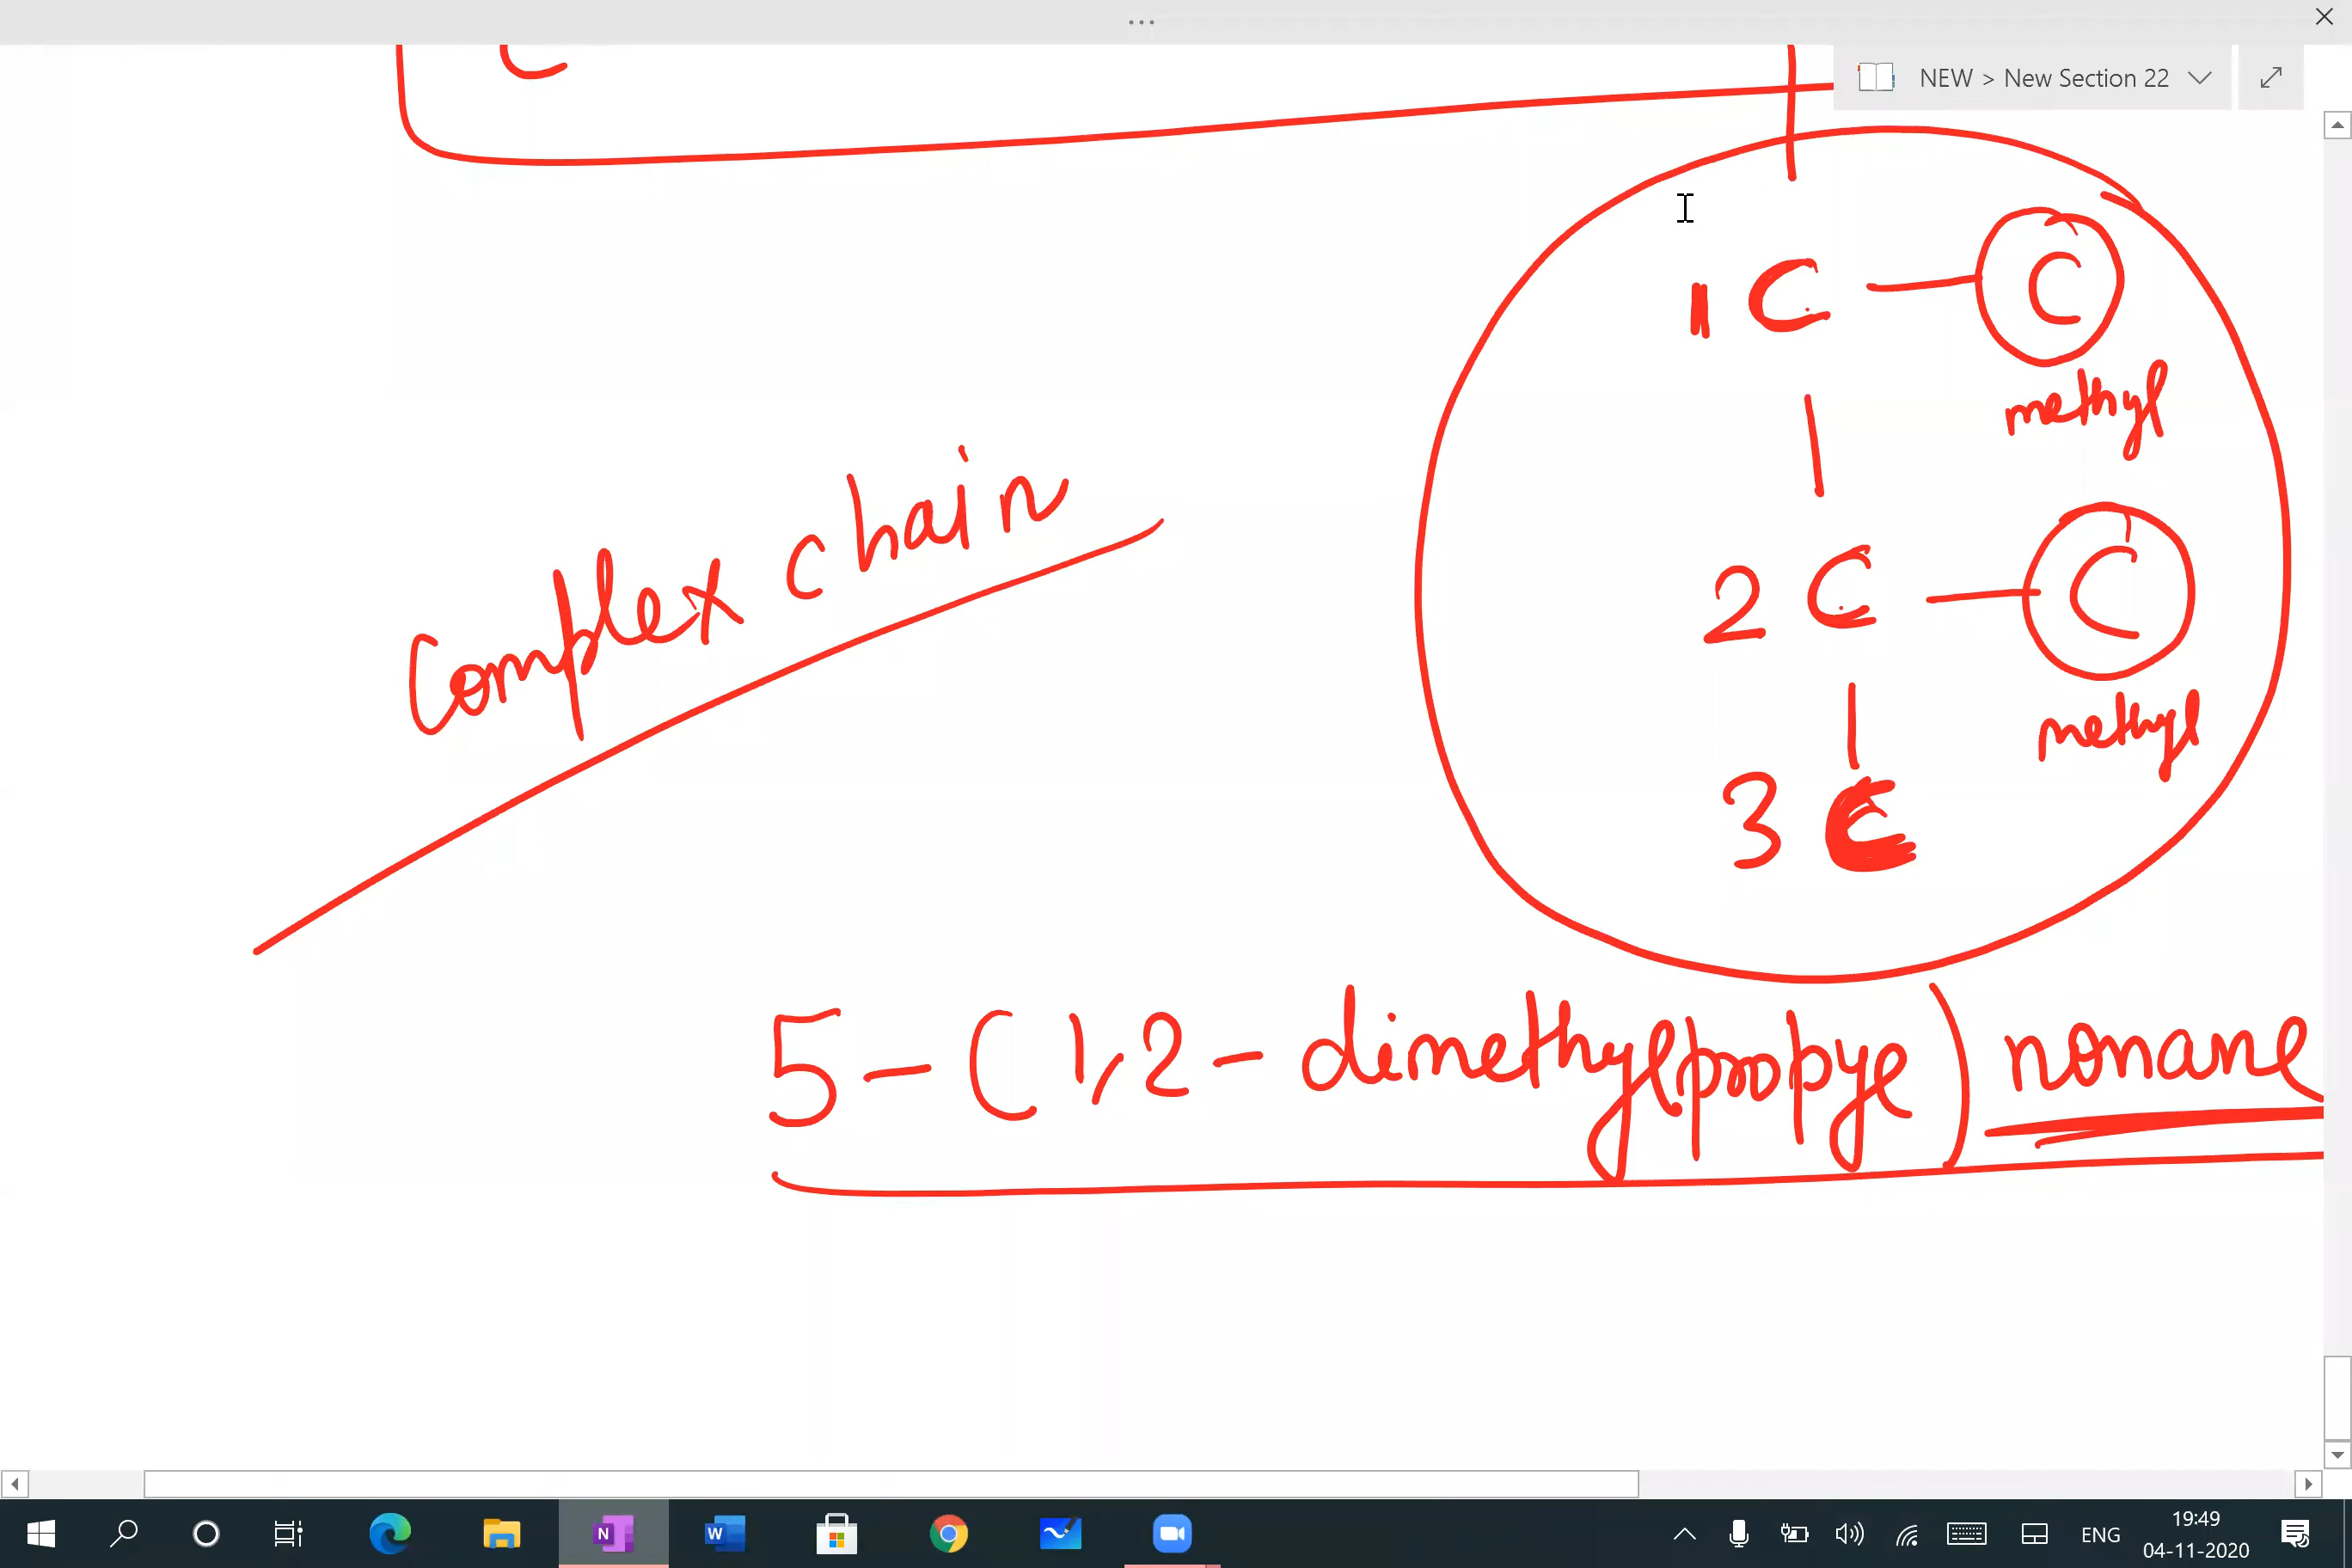 C
NEW > New Section 22
1 C — C
methyl
2 C — C
methyl
3 C
Complex chain
5 - ( 1,2 - dimethylpropyl ) nonane
N
W
ENG
19:49
04-11-2020